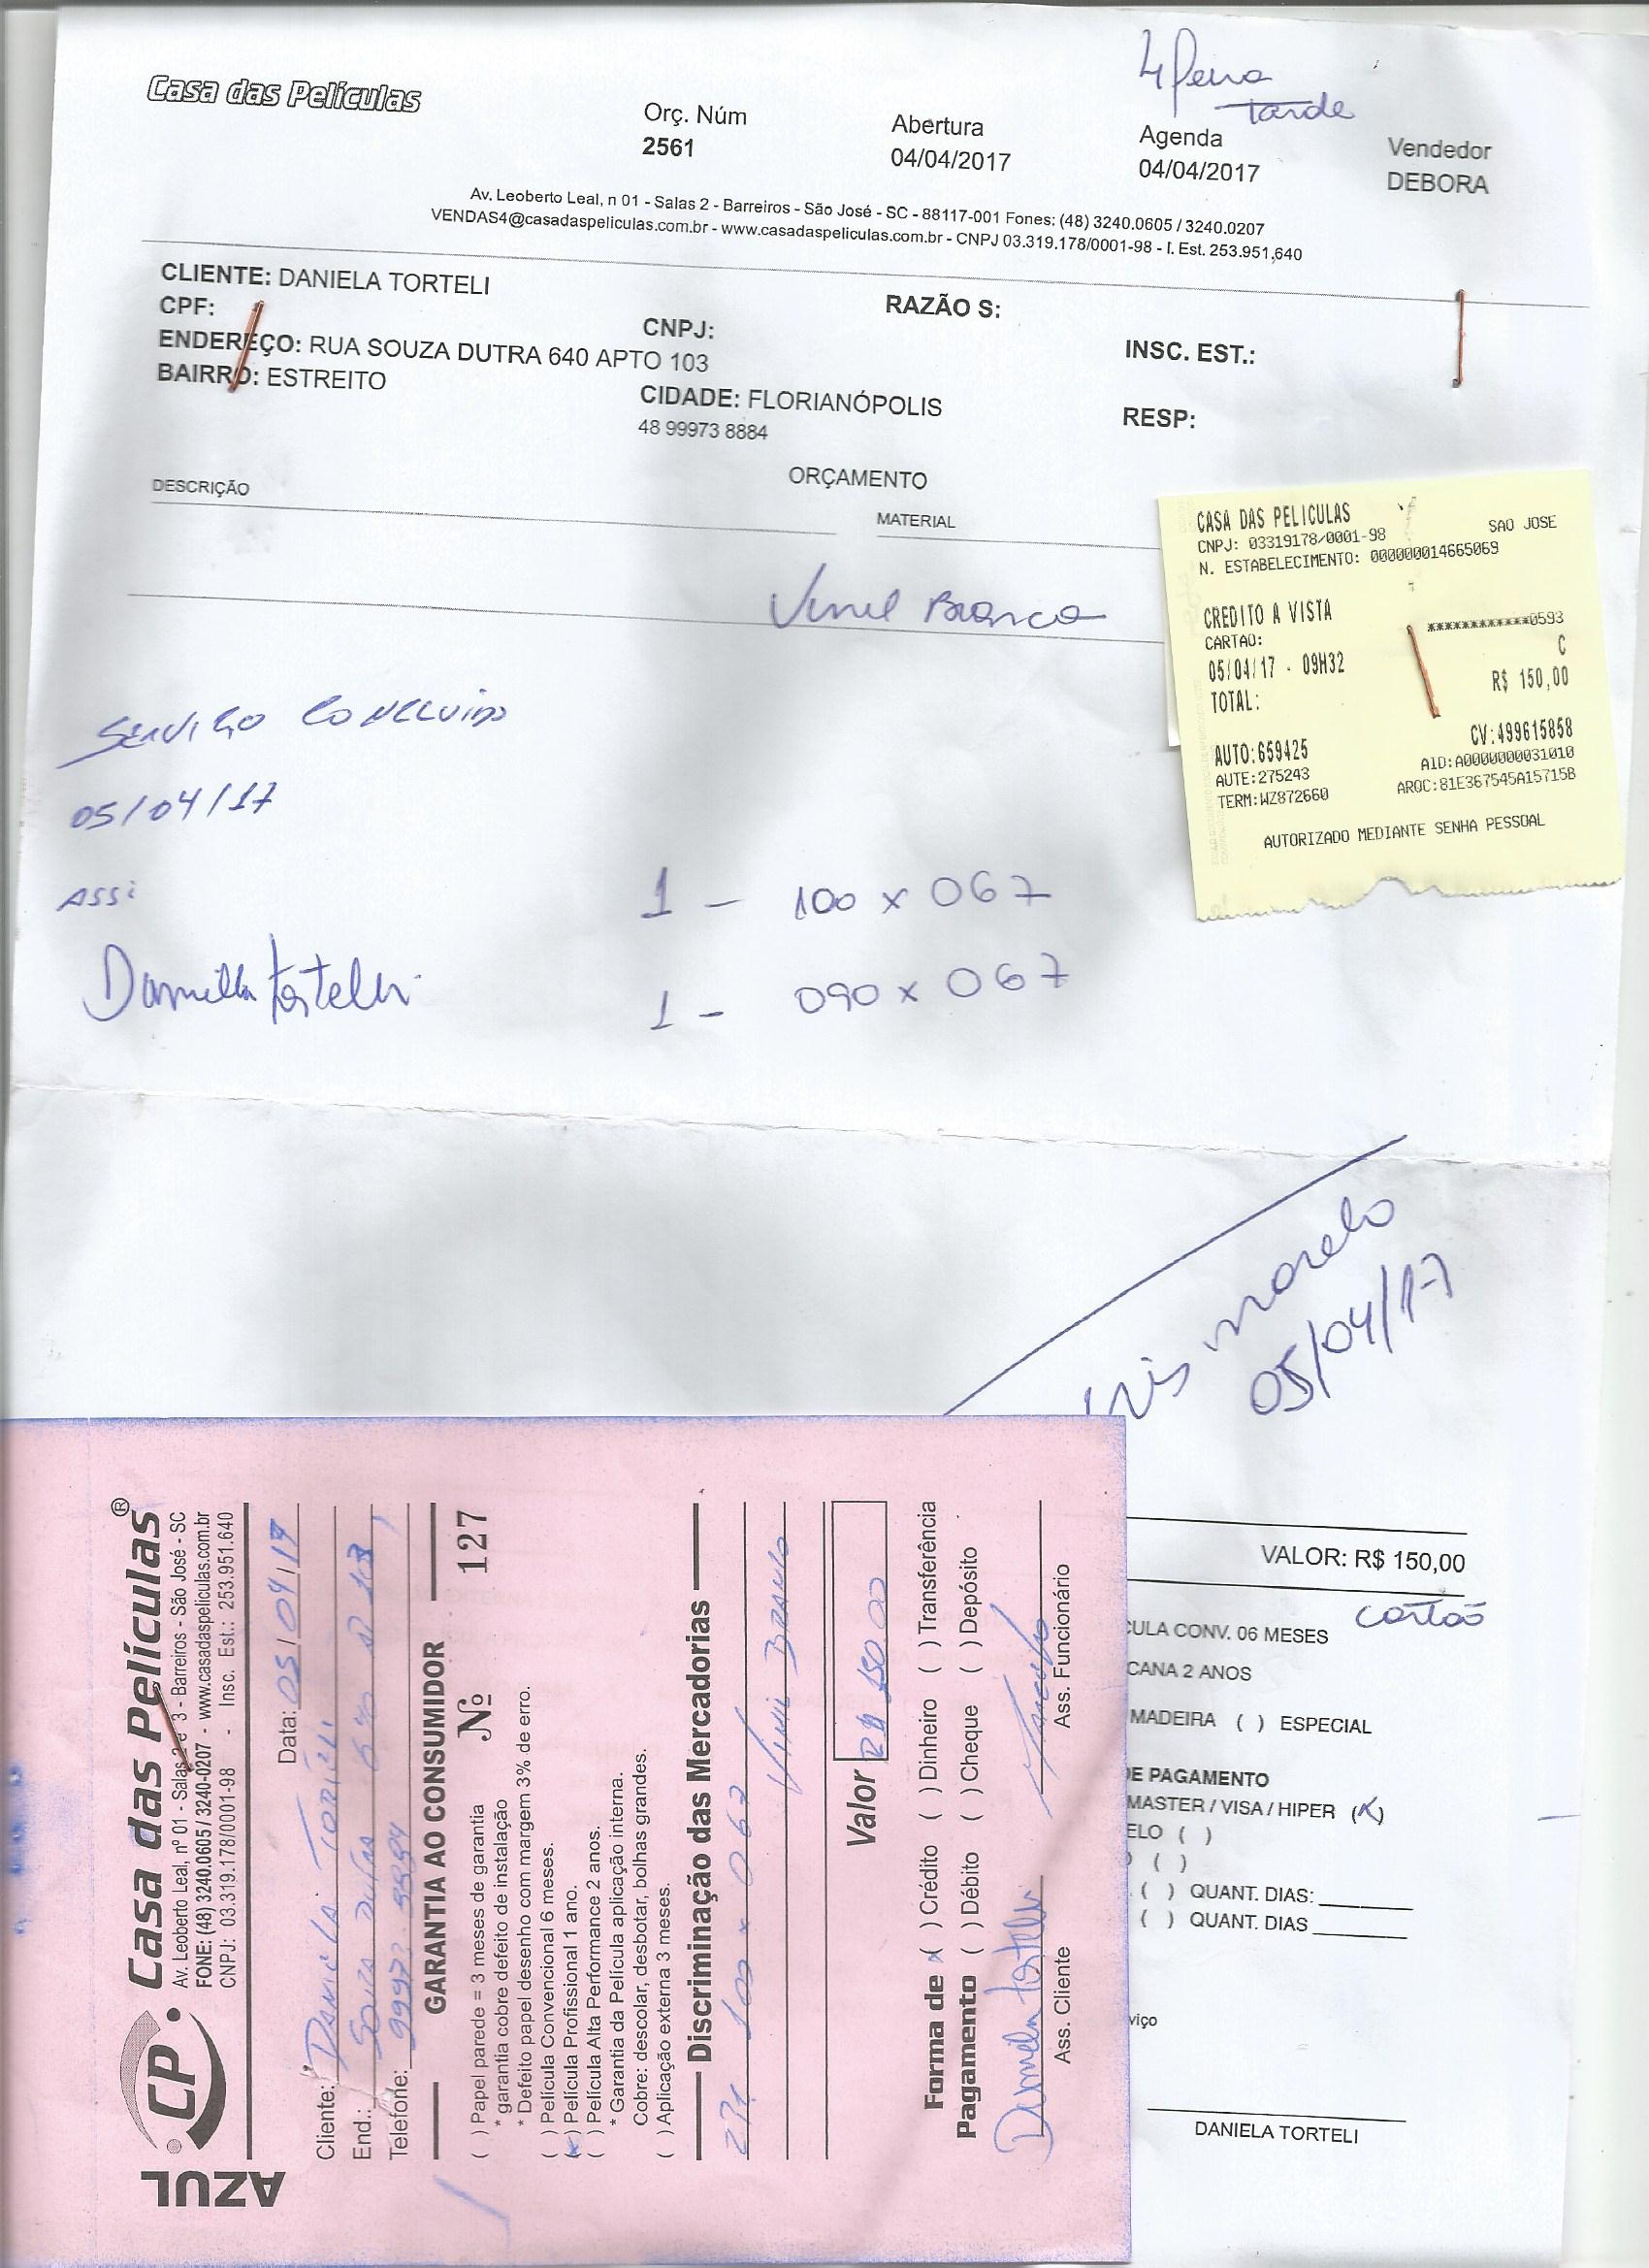 4 feira
tarde
Casa das Películas
Orç. Núm
2561
Abertura
04/04/2017
Agenda
04/04/2017
Vendedor
DEBORA
Av. Leoberto Leal, n 01 - Salas 2 - Barreiros - São José - SC - 88117-001 Fones: (48) 3240.0605 / 3240.0207
VENDAS4@casadaspeliculas.com.br - www.casadaspeliculas.com.br - CNPJ 03.319.178/0001-98 - I. Est. 253.951,640
CLIENTE: DANIELA TORTELI
RAZÃO S:
CPF:
CNPJ:
INSC. EST.:
ENDEREÇO: RUA SOUZA DUTRA 640 APTO 103
BAIRRO: ESTREITO
CIDADE: FLORIANÓPOLIS
RESP:
48 99973 8884
ORÇAMENTO
DESCRIÇÃO
MATERIAL
Vinil Branco
CASA DAS PELICULAS
SAO JOSE
CNPJ: 03319178/0001-98
N. ESTABELECIMENTO: 000000014665069
CREDITO A VISTA
CARTAO:
************0593
05/04/17 - 09H32
C
TOTAL:
R$ 150,00
AUTO:659425
CV:499615858
AUTE:275243
AID:A0000000031010
TERM:WZ872660
ARQC:81E367545A15715B
AUTORIZADO MEDIANTE SENHA PESSOAL
Serviço Concluido
05/04/17
Assi
Daniella Tortelli
1 - 100 x 067
1 - 090 x 067
05/04/17
VALOR: R$ 150,00
cartão
CULA CONV. 06 MESES
CANA 2 ANOS
MADEIRA ( ) ESPECIAL
DE PAGAMENTO
MASTER / VISA / HIPER (X)
ELO ( )
( )
( ) QUANT. DIAS:
( ) QUANT. DIAS
viço
DANIELA TORTELI
AZUL
CP
Casa das Películas®
Av. Leoberto Leal, nº 01 - Salas 2 e 3 - Barreiros - São José - SC
FONE: (48) 3240.0605 / 3240-0207 - www.casadaspeliculas.com.br
CNPJ: 03.319.178/0001-98 - Insc. Est.: 253.951.640
Data: 05/04/17
Cliente: Daniela Torteli
End.: Souza Dutra
Telefone:
GARANTIA AO CONSUMIDOR
Nº 127
( ) Papel parede = 3 meses de garantia
* garantia cobre defeito de instalação
* Defeito papel desenho com margem 3% de erro.
( ) Película Convencional 6 meses.
(x) Película Profissional 1 ano.
( ) Película Alta Performance 2 anos.
* Garantia da Película aplicação interna.
Cobre: descolar, desbotar, bolhas grandes.
( ) Aplicação externa 3 meses.
Discriminação das Mercadorias
100 x 067
Vinil Branco
Valor R$ 150,00
Forma de Pagamento
(x) Crédito ( ) Dinheiro ( ) Transferência
( ) Débito ( ) Cheque ( ) Depósito
Daniella Tortelli
Ass. Cliente
Ass. Funcionário